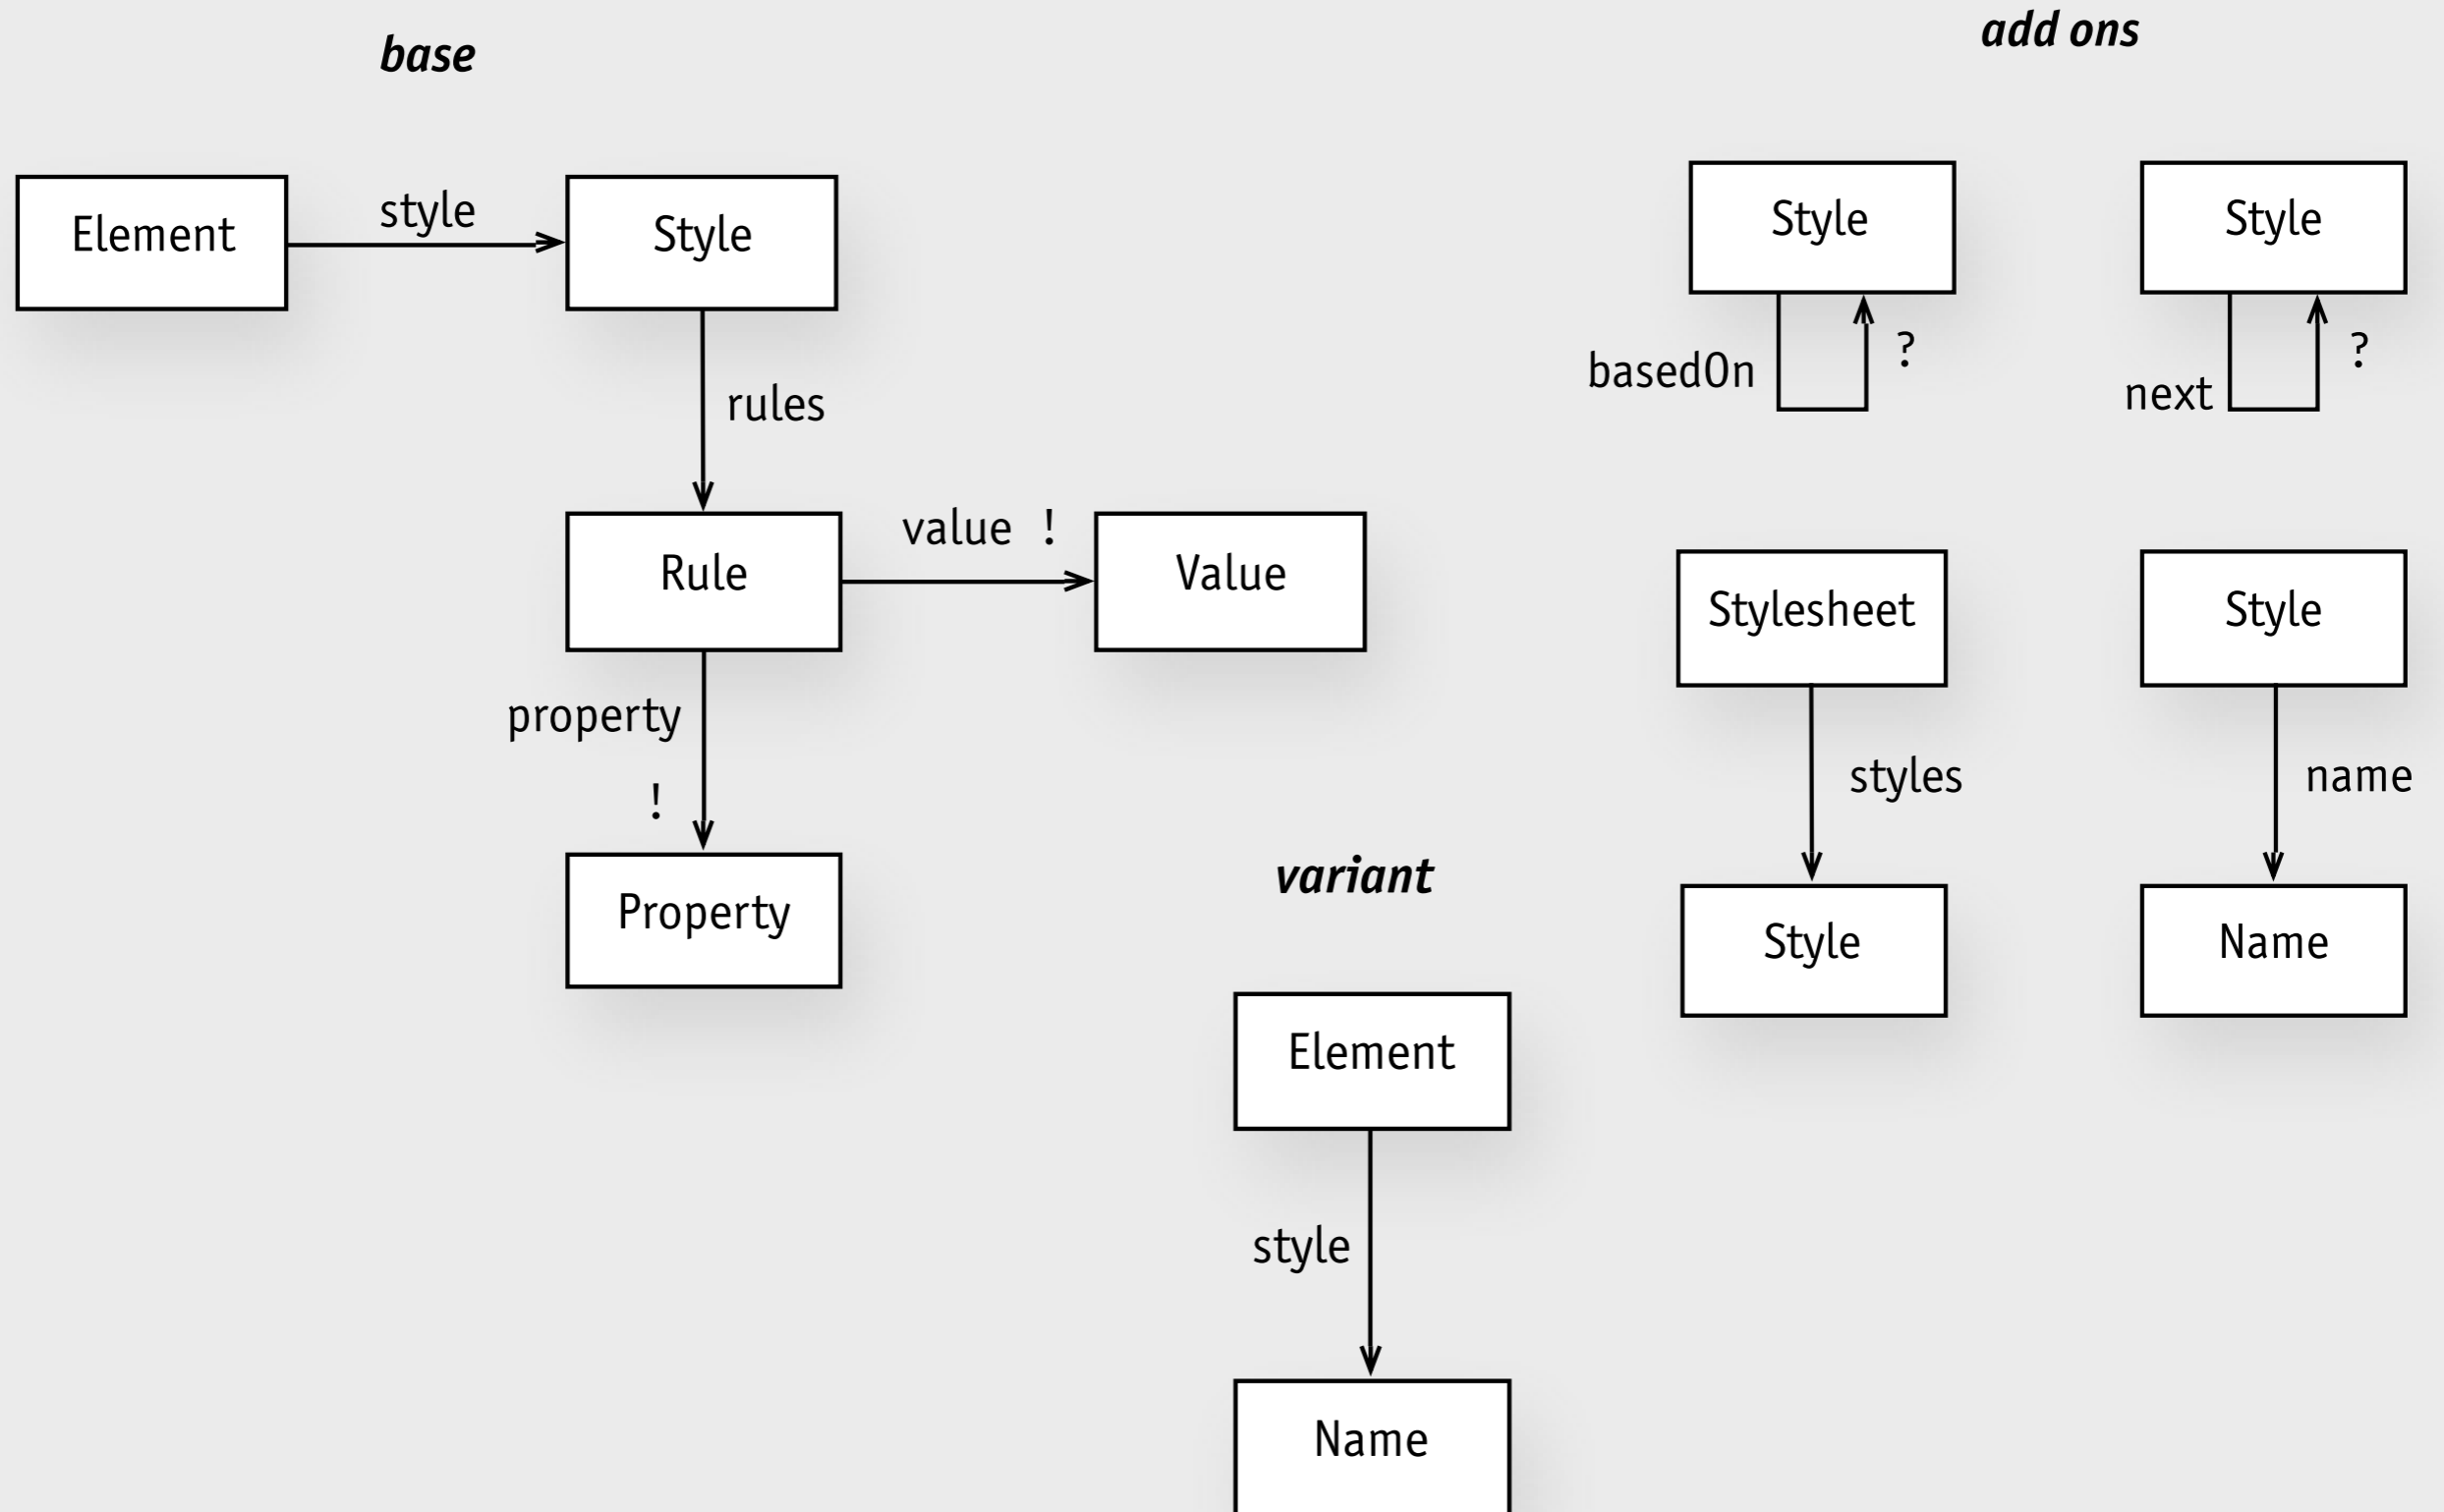 base
add ons
Element
style
Style
rules
Rule
value !
Value
property
!
Property
variant
Element
style
Name
Style
basedOn
?
Style
next
?
Stylesheet
styles
Style
Style
name
Name